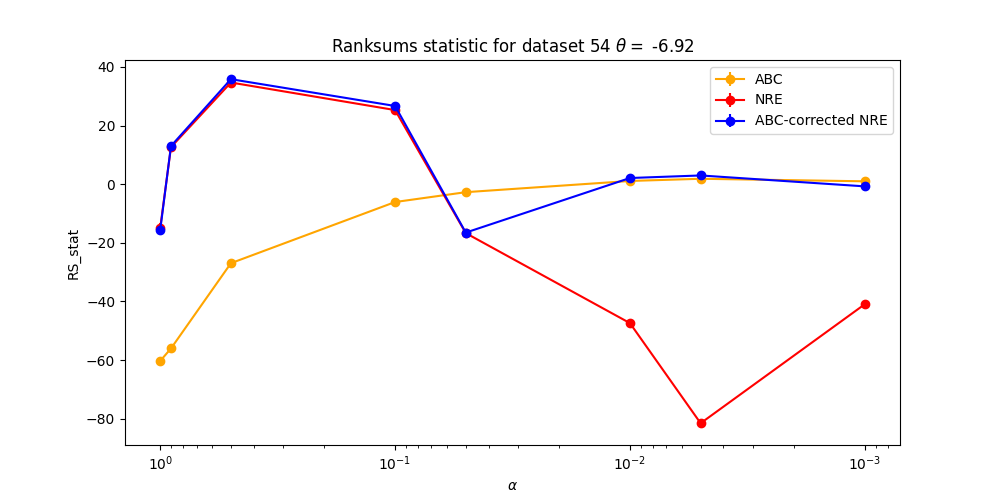 Ranksums statistic for dataset 54 θ = -6.92
40
20
0
−20
−40
−60
−80
RS_stat
ABC
NRE
ABC-corrected NRE
10⁰
10⁻¹
10⁻²
10⁻³
α